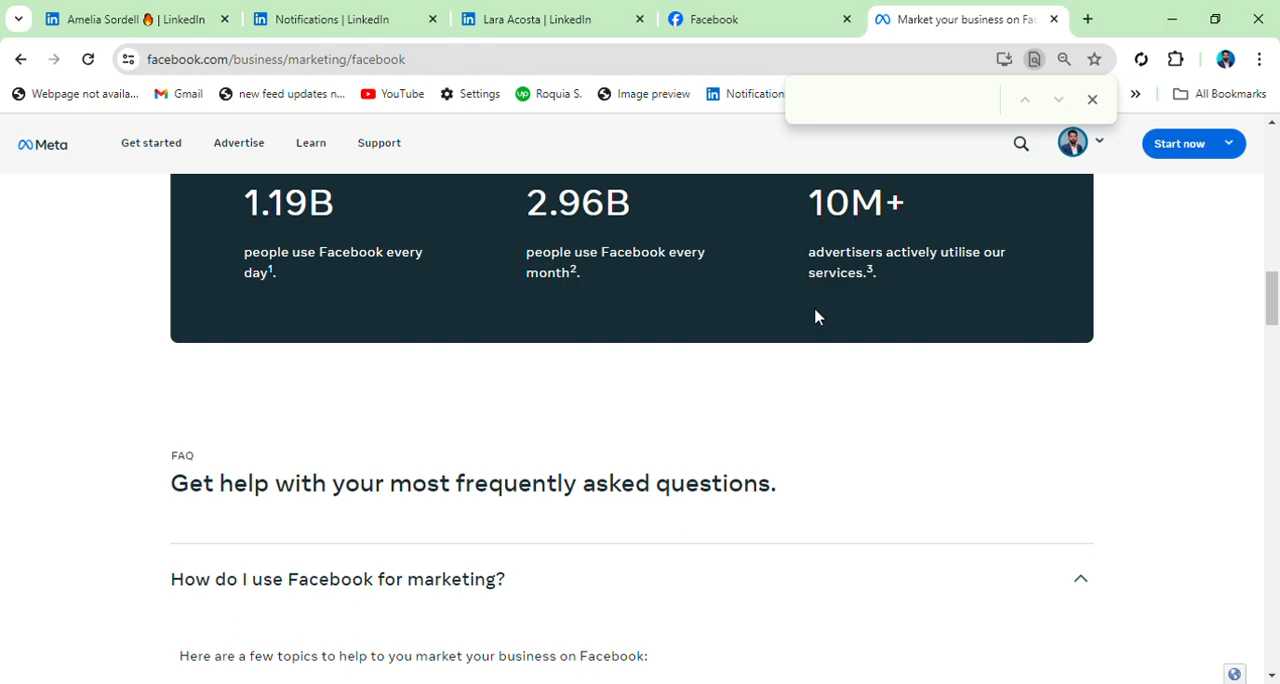 Amelia Sordell🔥 | LinkedIn
Notifications | LinkedIn
Lara Acosta | LinkedIn
Facebook
Market your business on Fac
facebook.com/business/marketing/facebook
Webpage not availa...
Gmail
new feed updates n...
YouTube
Settings
Roquia S.
Image preview
Notification
»
All Bookmarks
Meta
Get started
Advertise
Learn
Support
Start now
1.19B
2.96B
10M+
people use Facebook every
day¹.
people use Facebook every
month².
advertisers actively utilise our
services.³.
FAQ
Get help with your most frequently asked questions.
How do I use Facebook for marketing?
Here are a few topics to help to you market your business on Facebook: